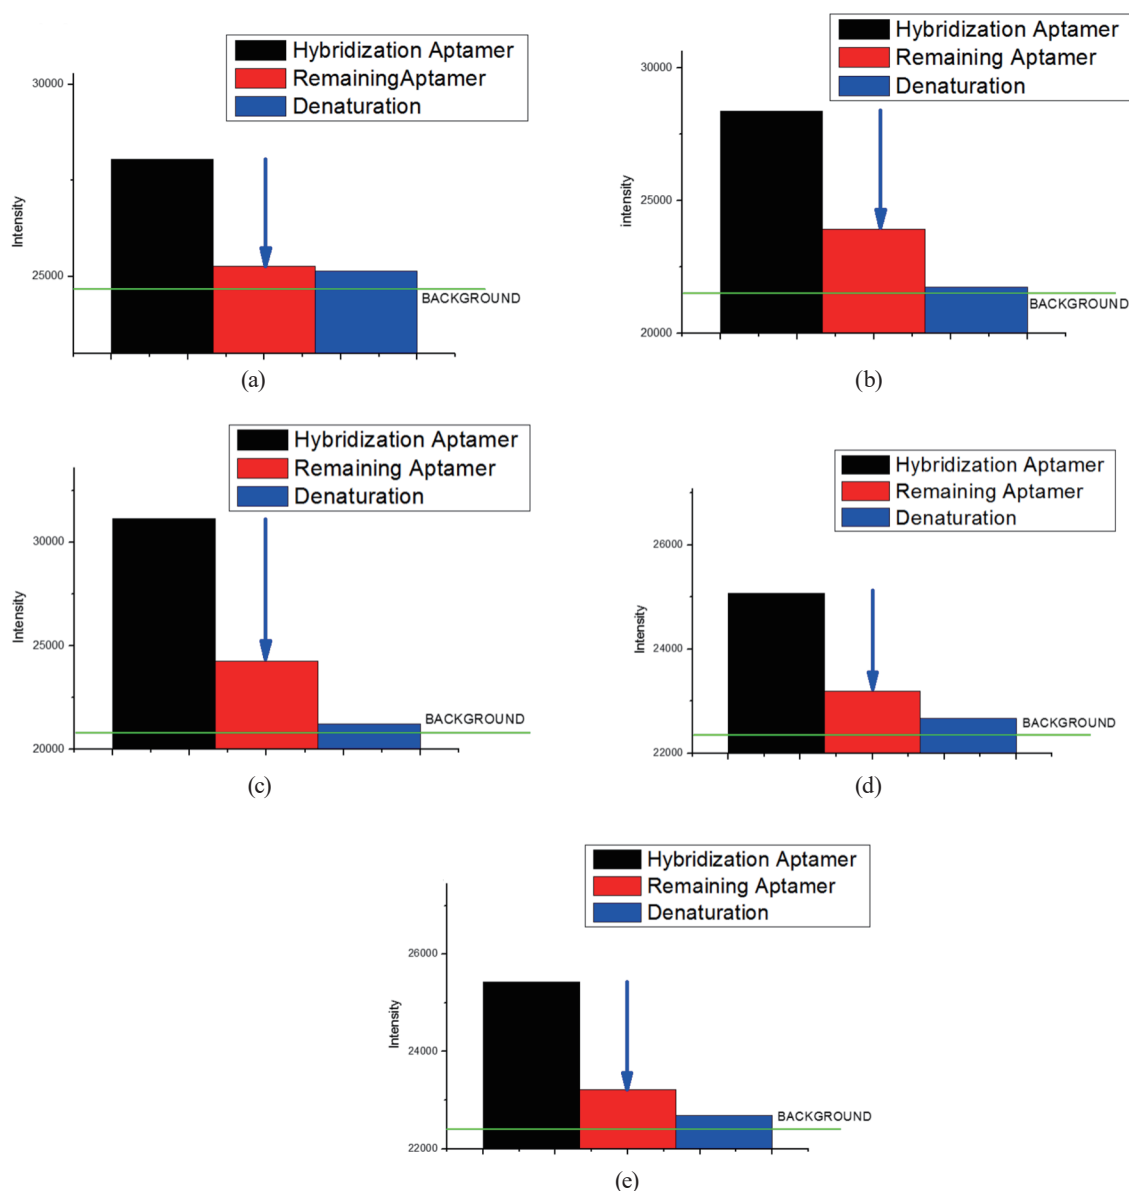 Hybridization Aptamer
RemainingAptamer
Denaturation
30000
25000
Intensity
BACKGROUND
(a)
Hybridization Aptamer
Remaining Aptamer
Denaturation
30000
25000
20000
intensity
BACKGROUND
(b)
Hybridization Aptamer
Remaining Aptamer
Denaturation
30000
25000
20000
Intensity
BACKGROUND
(c)
Hybridization Aptamer
Remaining Aptamer
Denaturation
26000
24000
22000
Intensity
BACKGROUND
(d)
Hybridization Aptamer
Remaining Aptamer
Denaturation
26000
24000
22000
Intensity
BACKGROUND
(e)